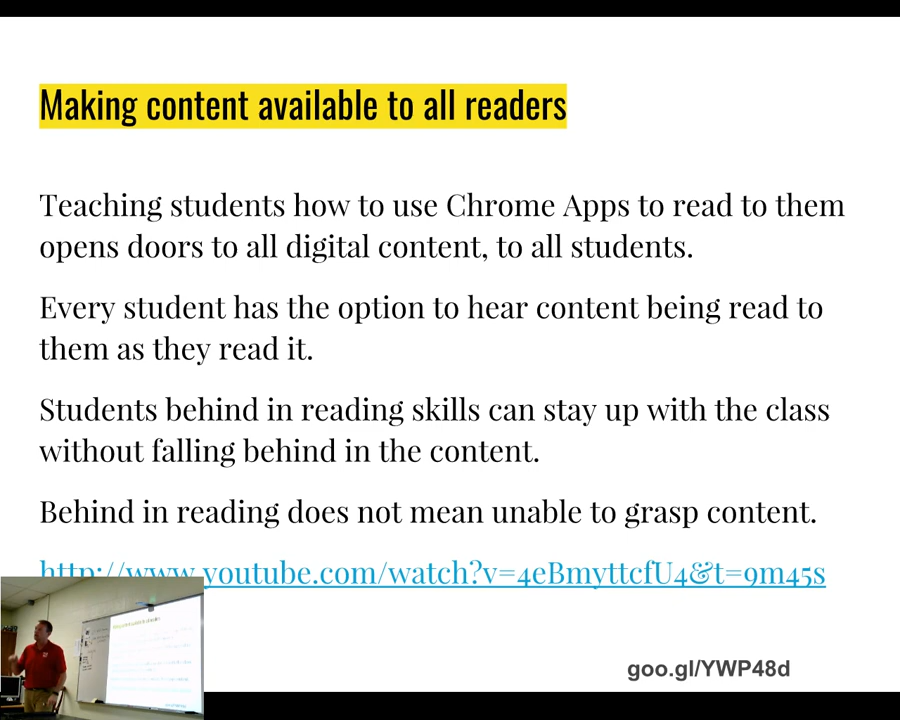 Making content available to all readers
Teaching students how to use Chrome Apps to read to them
opens doors to all digital content, to all students.
Every student has the option to hear content being read to
them as they read it.
Students behind in reading skills can stay up with the class
without falling behind in the content.
Behind in reading does not mean unable to grasp content.
http://www.youtube.com/watch?v=4eBmyttcfU4&t=9m45s
goo.gl/YWP48d